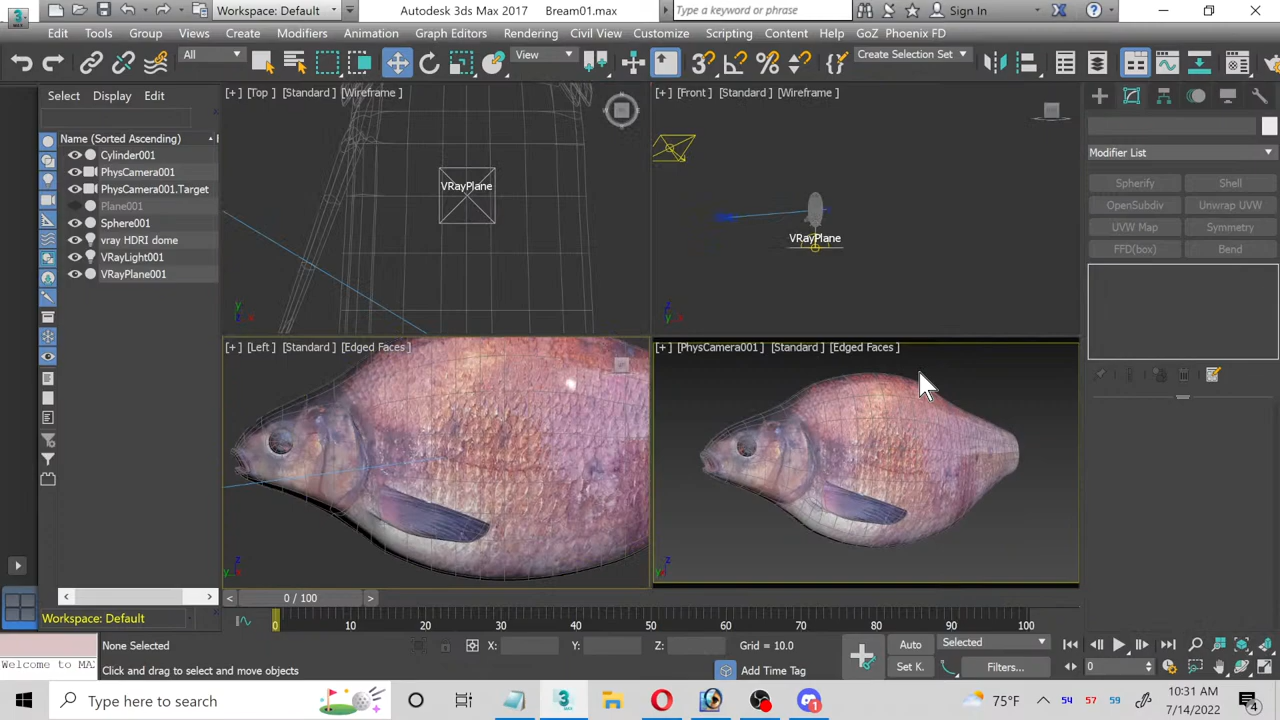 Workspace: Default
Autodesk 3ds Max 2017
Bream01.max
Type a keyword or phrase
Sign In
Edit Tools Group Views Create Modifiers Animation Graph Editors Rendering Civil View Customize Scripting Content Help GoZ Phoenix FD
All
View
Create Selection Set
Select Display Edit
Name (Sorted Ascending)
Cylinder001
PhysCamera001
PhysCamera001.Target
Plane001
Sphere001
vray HDRI dome
VRayLight001
VRayPlane001
[+] [Top] [Standard] [Wireframe]
VRayPlane
[+] [Front] [Standard] [Wireframe]
VRayPlane
[+] [Left] [Standard] [Edged Faces]
[+] [PhysCamera001] [Standard] [Edged Faces]
Modifier List
Spherify Shell
OpenSubdiv Unwrap UVW
UVW Map Symmetry
FFD(box) Bend
< 0 / 100 >
Workspace: Default
0 10 20 30 40 50 60 70 80 90 100
None Selected
X: Y: Z: Grid = 10.0
Auto Selected
Welcome to MA
Click and drag to select and move objects
Add Time Tag
Set K. Filters...
0
Type here to search
75°F
54 57 59
10:31 AM
7/14/2022
1
4